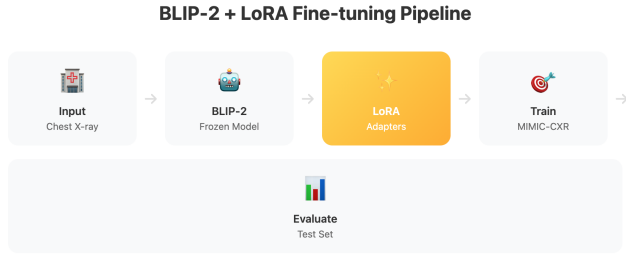 BLIP-2 + LoRA Fine-tuning Pipeline
Input
Chest X-ray
BLIP-2
Frozen Model
LoRA
Adapters
Train
MIMIC-CXR
Evaluate
Test Set